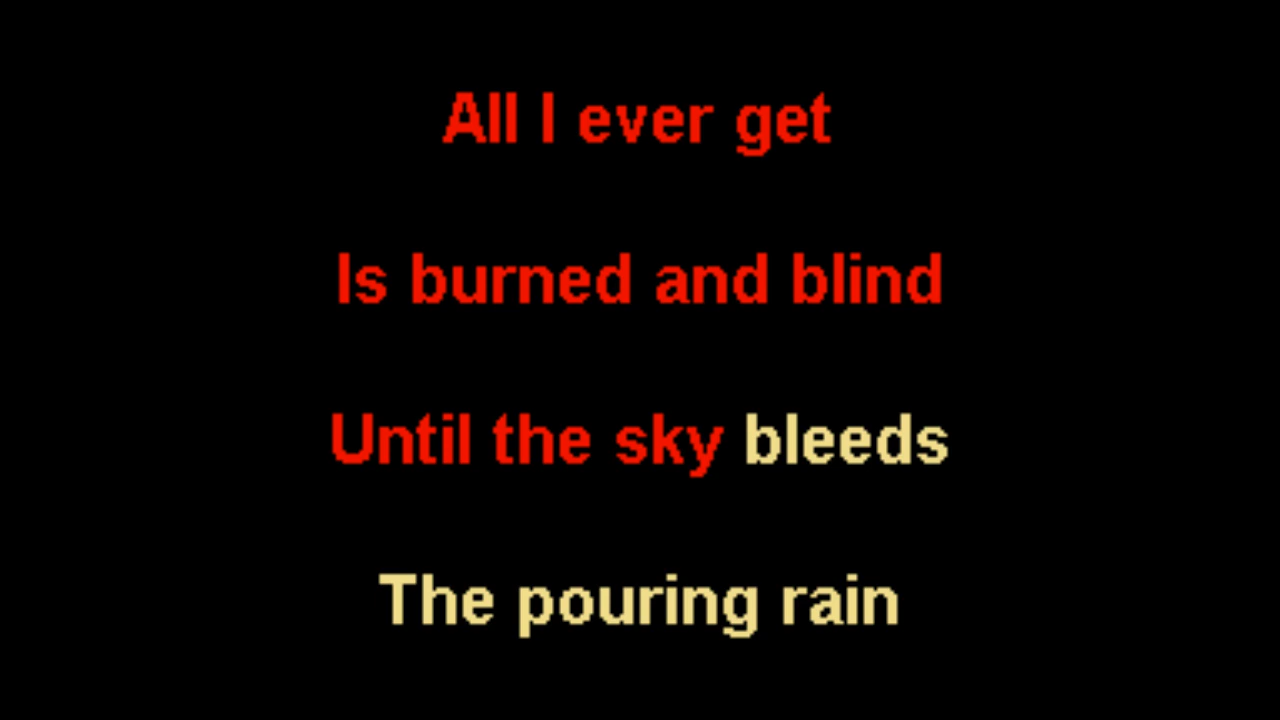 All I ever get
Is burned and blind
Until the sky bleeds
The pouring rain